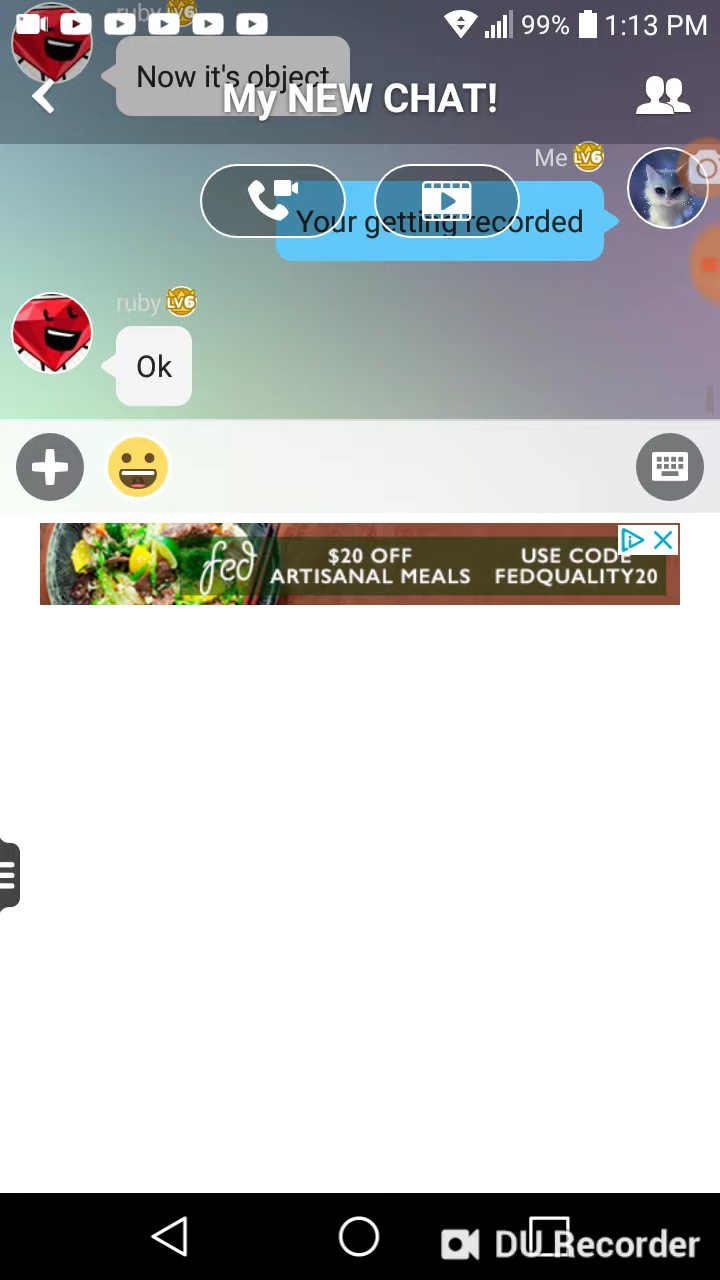 99% 1:13 PM
ruby LV6
Now it's object
My NEW CHAT!
Me LV6
Your getting recorded
ruby LV6
Ok
fed
$20 OFF
ARTISANAL MEALS
USE CODE
FEDQUALITY20
DU Recorder